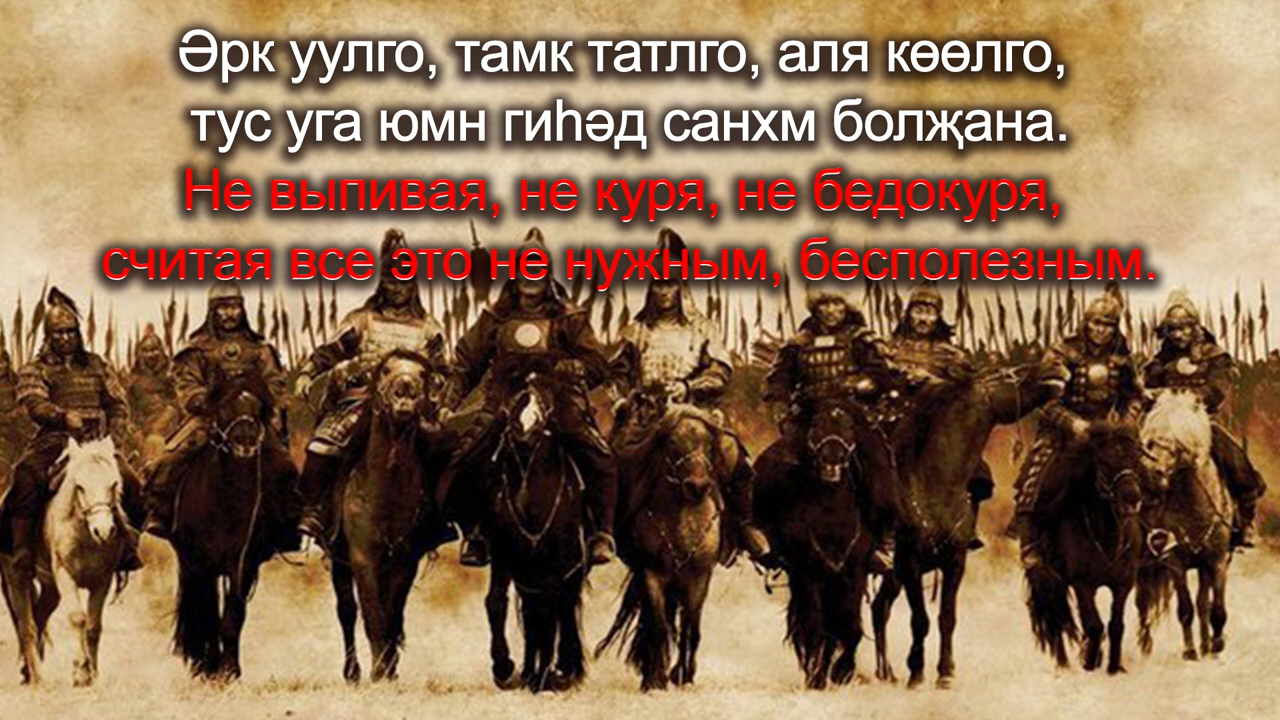 Әрк уулго, тамк татлго, аля көөлго,
тус уга юмн гиһәд санхм болҗана.
Не выпивая, не куря, не бедокуря,
считая все это не нужным, бесполезным.